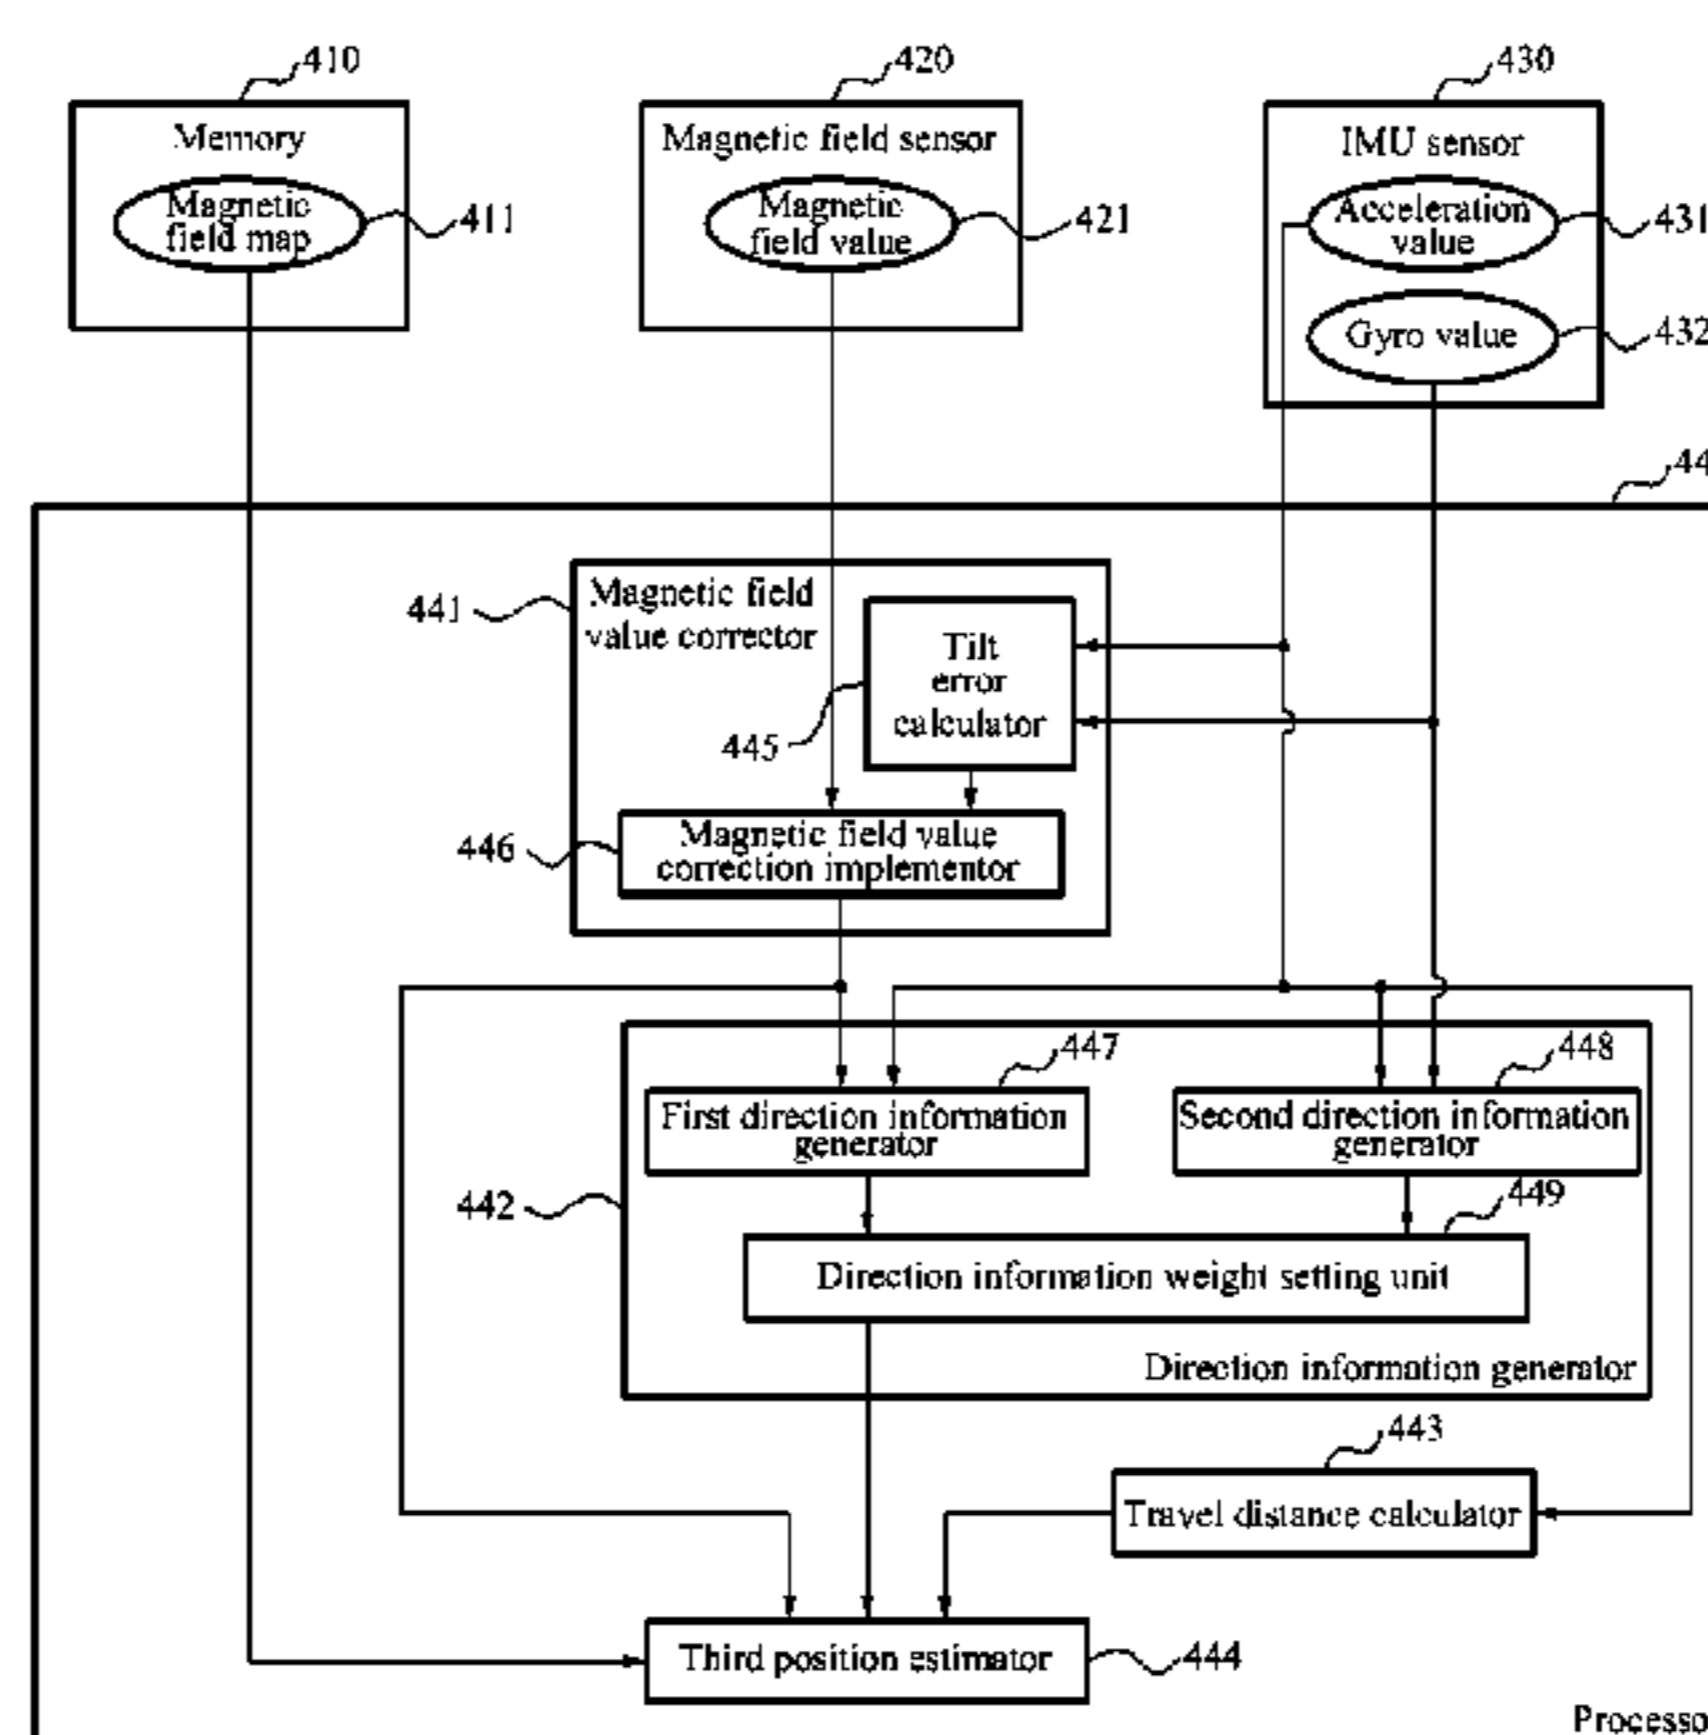 410
420
430
Memory
Magnetic field sensor
IMU sensor
Magnetic
field map
411
Magnetic
field value
421
Acceleration
value
431
Gyro value
432
44
441
Magnetic field
value corrector
Tilt
error
calculator
445
446
Magnetic field value
correction implementor
447
448
First direction information
generator
Second direction information
generator
442
449
Direction information weight setting unit
Direction information generator
443
Travel distance calculator
Third position estimator
444
Processo